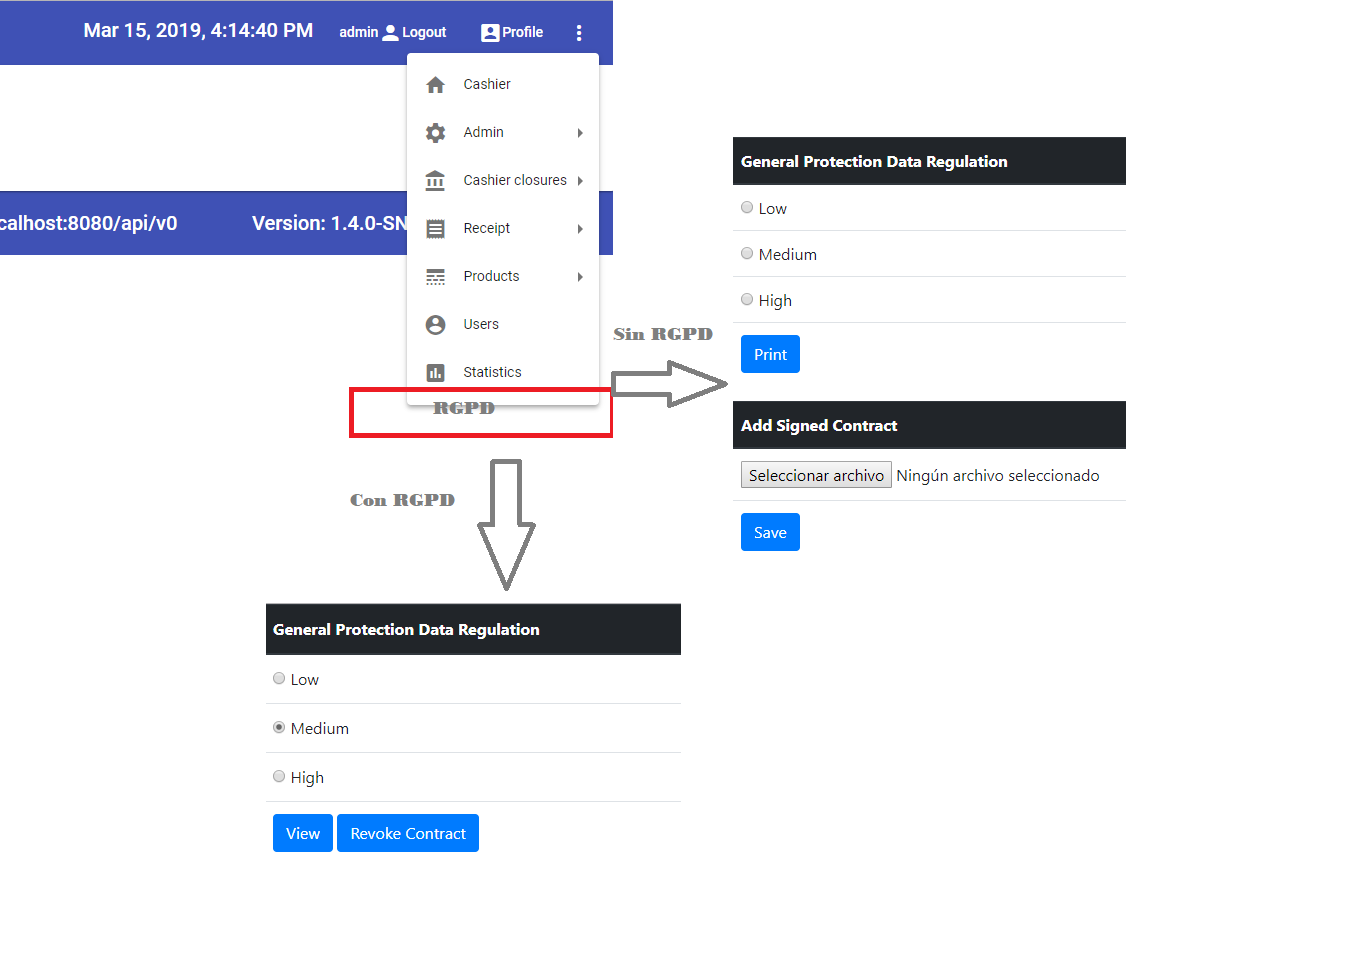 Mar 15, 2019, 4:14:40 PM admin Logout Profile
Cashier
Admin
Cashier closures
Receipt
Products
Users
Statistics
RGPD
calhost:8080/api/v0 Version: 1.4.0-SN
Sin RGPD
General Protection Data Regulation
Low
Medium
High
Print
Add Signed Contract
Seleccionar archivo Ningún archivo seleccionado
Save
Con RGPD
General Protection Data Regulation
Low
Medium
High
View Revoke Contract